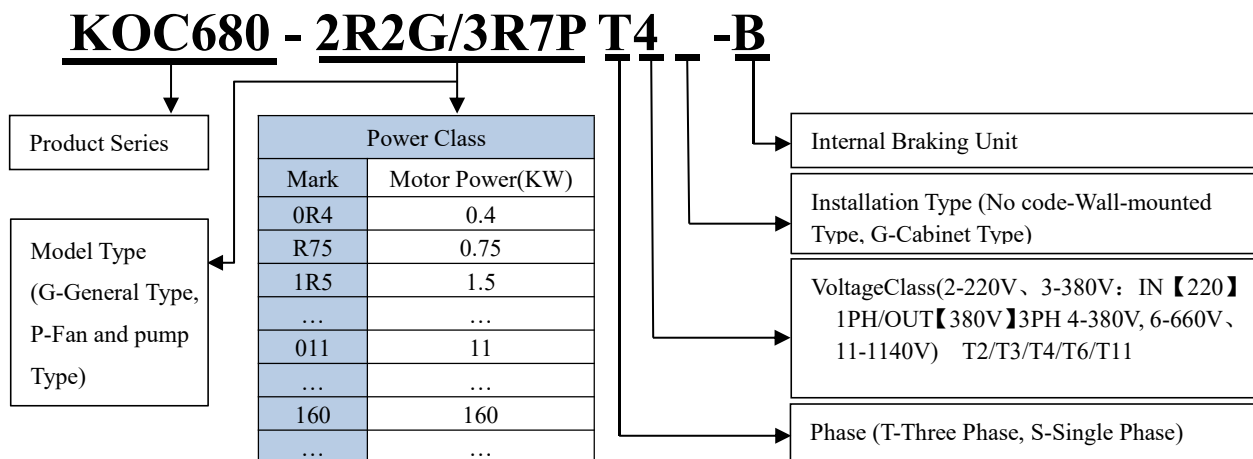 KOC680 - 2R2G/3R7P T4 -B
Product Series
Model Type
(G-General Type,
P-Fan and pump
Type)
Power Class
Mark Motor Power(KW)
0R4 0.4
R75 0.75
1R5 1.5
… …
011 11
… …
160 160
… …
Internal Braking Unit
Installation Type (No code-Wall-mounted
Type, G-Cabinet Type)
VoltageClass(2-220V、3-380V: IN【220】
1PH/OUT【380V】3PH 4-380V, 6-660V、
11-1140V) T2/T3/T4/T6/T11
Phase (T-Three Phase, S-Single Phase)